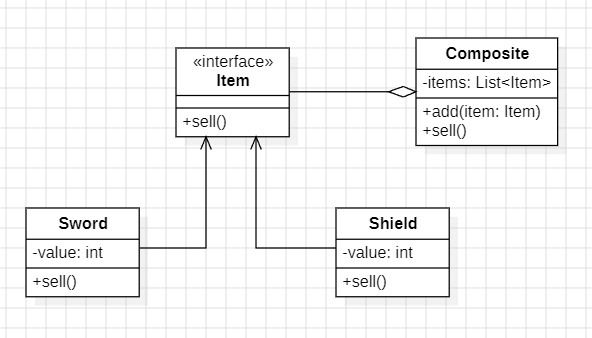 «interface»
Item
+sell()
Composite
-items: List<Item>
+add(item: Item)
+sell()
Sword
-value: int
+sell()
Shield
-value: int
+sell()